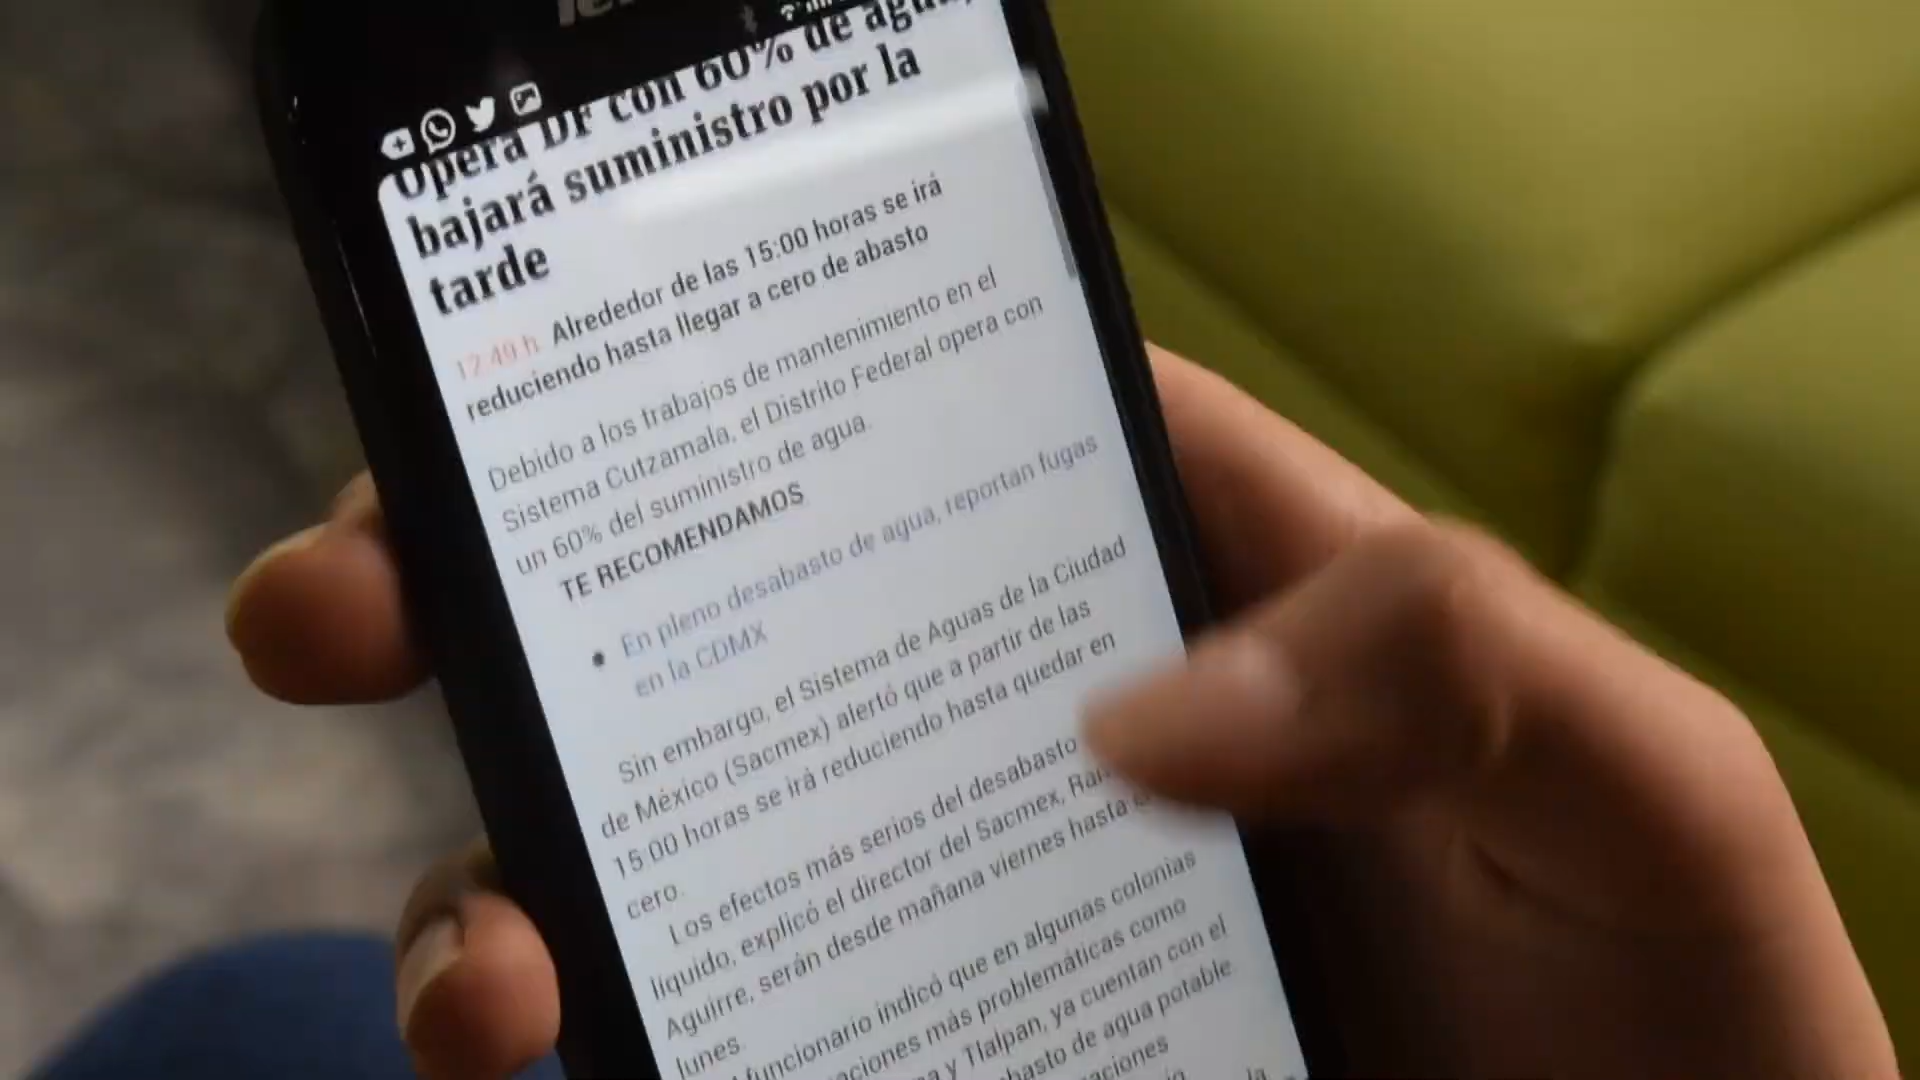 Opera DF con 60% de agua,
bajará suministro por la
tarde
12:49 h Alrededor de las 15:00 horas se irá
reduciendo hasta llegar a cero de abasto
Debido a los trabajos de mantenimiento en el
Sistema Cutzamala, el Distrito Federal opera con
un 60% del suministro de agua.
TE RECOMENDAMOS
• En pleno desabasto de agua, reportan fugas
en la CDMX
Sin embargo, el Sistema de Aguas de la Ciudad
de México (Sacmex) alertó que a partir de las
15:00 horas se irá reduciendo hasta quedar en
cero.
Los efectos más serios del desabasto
líquido, explicó el director del Sacmex,
Aguirre, serán desde mañana viernes hasta
lunes.
funcionario indicó que en algunas colonias
más problemáticas como
y Tlalpan, ya cuentan con el
de agua potable
la